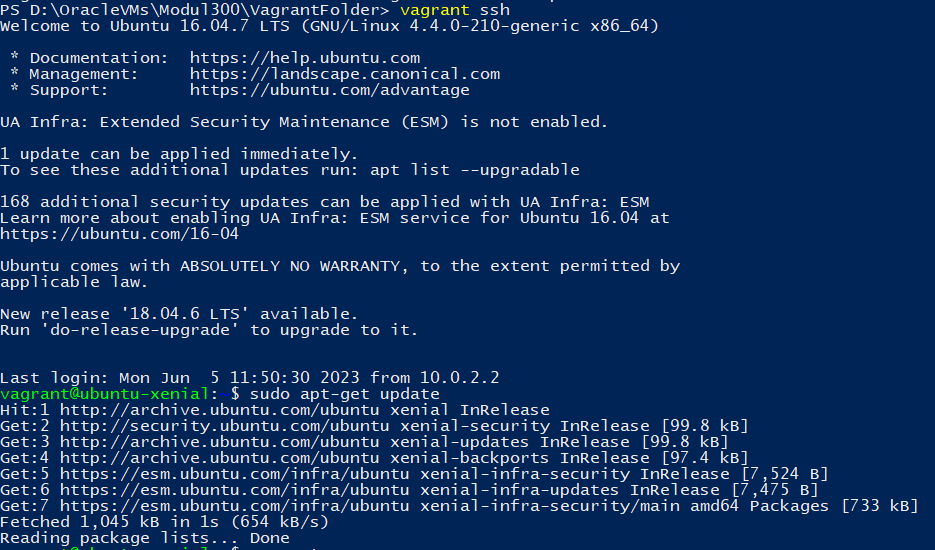 PS D:\OracleVMs\Modul300\VagrantFolder> vagrant ssh
Welcome to Ubuntu 16.04.7 LTS (GNU/Linux 4.4.0-210-generic x86_64)
* Documentation: https://help.ubuntu.com
* Management: https://landscape.canonical.com
* Support: https://ubuntu.com/advantage
UA Infra: Extended Security Maintenance (ESM) is not enabled.
1 update can be applied immediately.
To see these additional updates run: apt list --upgradable
168 additional security updates can be applied with UA Infra: ESM
Learn more about enabling UA Infra: ESM service for Ubuntu 16.04 at
https://ubuntu.com/16-04
Ubuntu comes with ABSOLUTELY NO WARRANTY, to the extent permitted by
applicable law.
New release '18.04.6 LTS' available.
Run 'do-release-upgrade' to upgrade to it.
Last login: Mon Jun  5 11:50:30 2023 from 10.0.2.2
vagrant@ubuntu-xenial: $ sudo apt-get update
Hit:1 http://archive.ubuntu.com/ubuntu xenial InRelease
Get:2 http://security.ubuntu.com/ubuntu xenial-security InRelease [99.8 kB]
Get:3 http://archive.ubuntu.com/ubuntu xenial-updates InRelease [99.8 kB]
Get:4 http://archive.ubuntu.com/ubuntu xenial-backports InRelease [97.4 kB]
Get:5 https://esm.ubuntu.com/infra/ubuntu xenial-infra-security InRelease [7,524 B]
Get:6 https://esm.ubuntu.com/infra/ubuntu xenial-infra-updates InRelease [7,475 B]
Get:7 https://esm.ubuntu.com/infra/ubuntu xenial-infra-security/main amd64 Packages [733 kB]
Fetched 1,045 kB in 1s (654 kB/s)
Reading package lists... Done